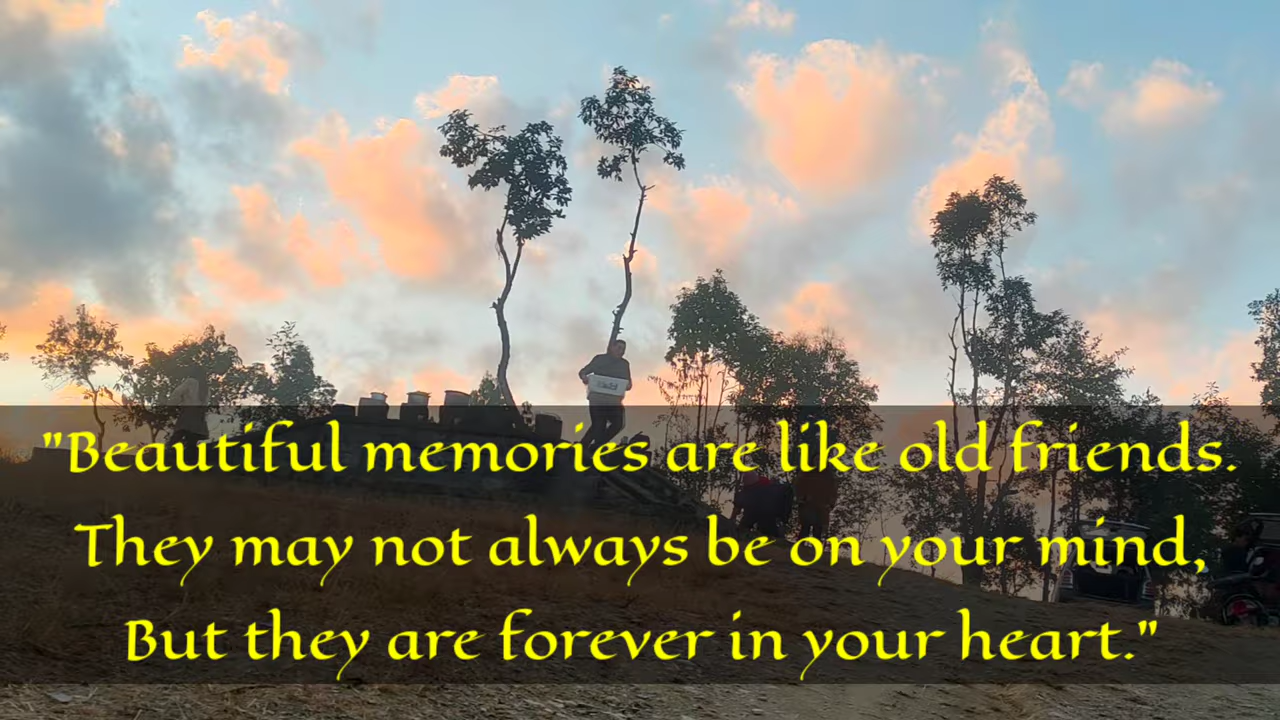 "Beautiful memories are like old friends.
They may not always be on your mind,
But they are forever in your heart."